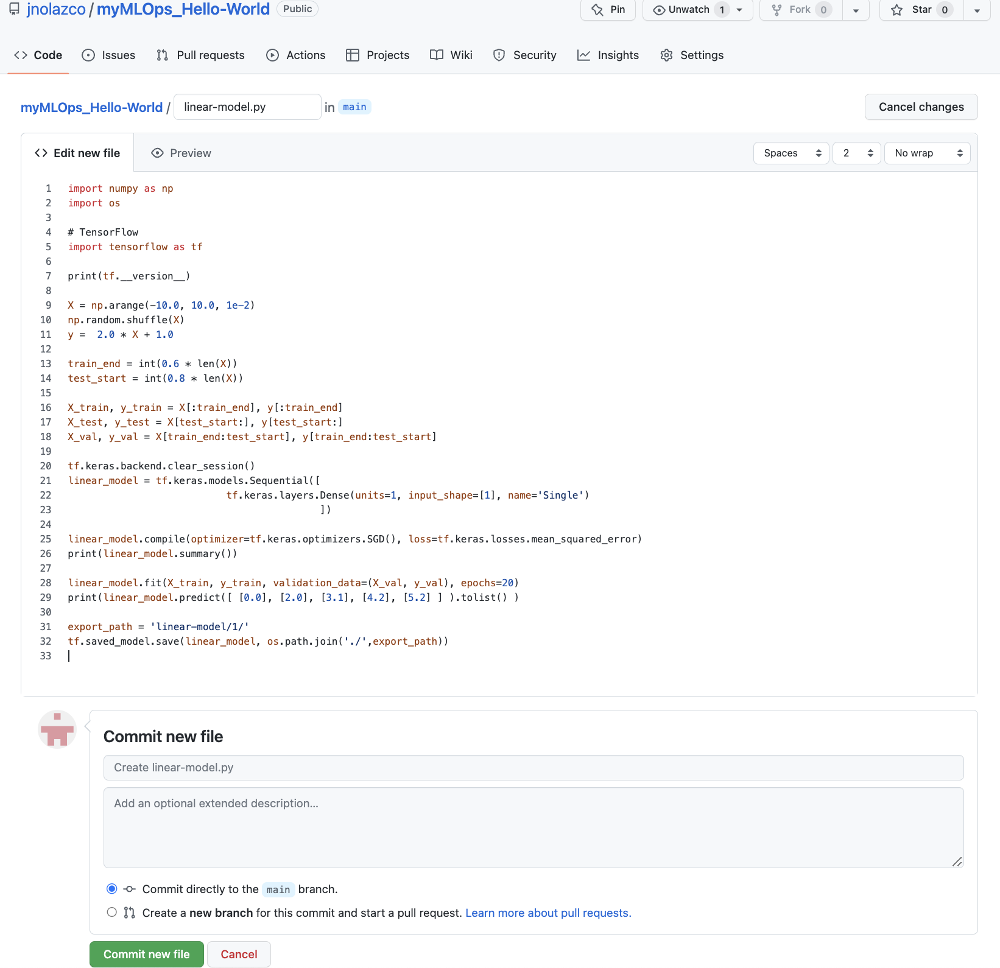 jnolazco / myMLOps_Hello-World Public Pin Unwatch 1 Fork 0 Star 0
Code Issues Pull requests Actions Projects Wiki Security Insights Settings
myMLOps_Hello-World / linear-model.py in main Cancel changes
Edit new file Preview Spaces 2 No wrap
1 import numpy as np
2 import os
3
4 # TensorFlow
5 import tensorflow as tf
6
7 print(tf.__version__)
8
9 X = np.arange(-10.0, 10.0, 1e-2)
10 np.random.shuffle(X)
11 y =  2.0 * X + 1.0
12
13 train_end = int(0.6 * len(X))
14 test_start = int(0.8 * len(X))
15
16 X_train, y_train = X[:train_end], y[:train_end]
17 X_test, y_test = X[test_start:], y[test_start:]
18 X_val, y_val = X[train_end:test_start], y[train_end:test_start]
19
20 tf.keras.backend.clear_session()
21 linear_model = tf.keras.models.Sequential([
22                            tf.keras.layers.Dense(units=1, input_shape=[1], name='Single')
23                                            ])
24
25 linear_model.compile(optimizer=tf.keras.optimizers.SGD(), loss=tf.keras.losses.mean_squared_error)
26 print(linear_model.summary())
27
28 linear_model.fit(X_train, y_train, validation_data=(X_val, y_val), epochs=20)
29 print(linear_model.predict([ [0.0], [2.0], [3.1], [4.2], [5.2] ] ).tolist() )
30
31 export_path = 'linear-model/1/'
32 tf.saved_model.save(linear_model, os.path.join('./',export_path))
33
Commit new file
Create linear-model.py
Add an optional extended description...
Commit directly to the main branch.
Create a new branch for this commit and start a pull request. Learn more about pull requests.
Commit new file Cancel